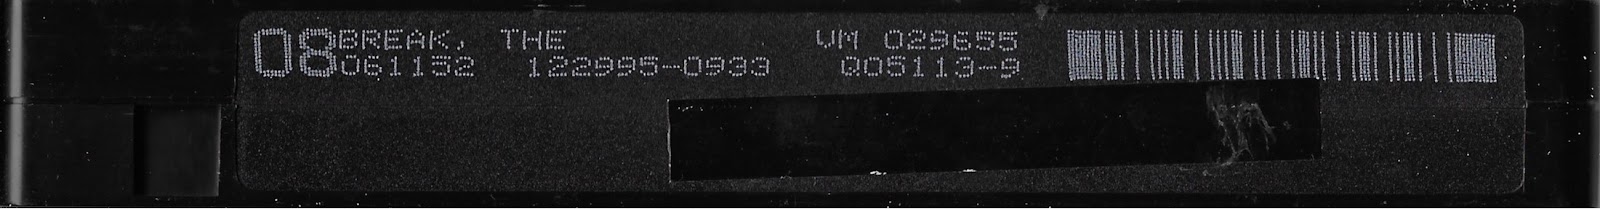 08 BREAK, THE VM 029655
061152 122995-0933 Q05113-9